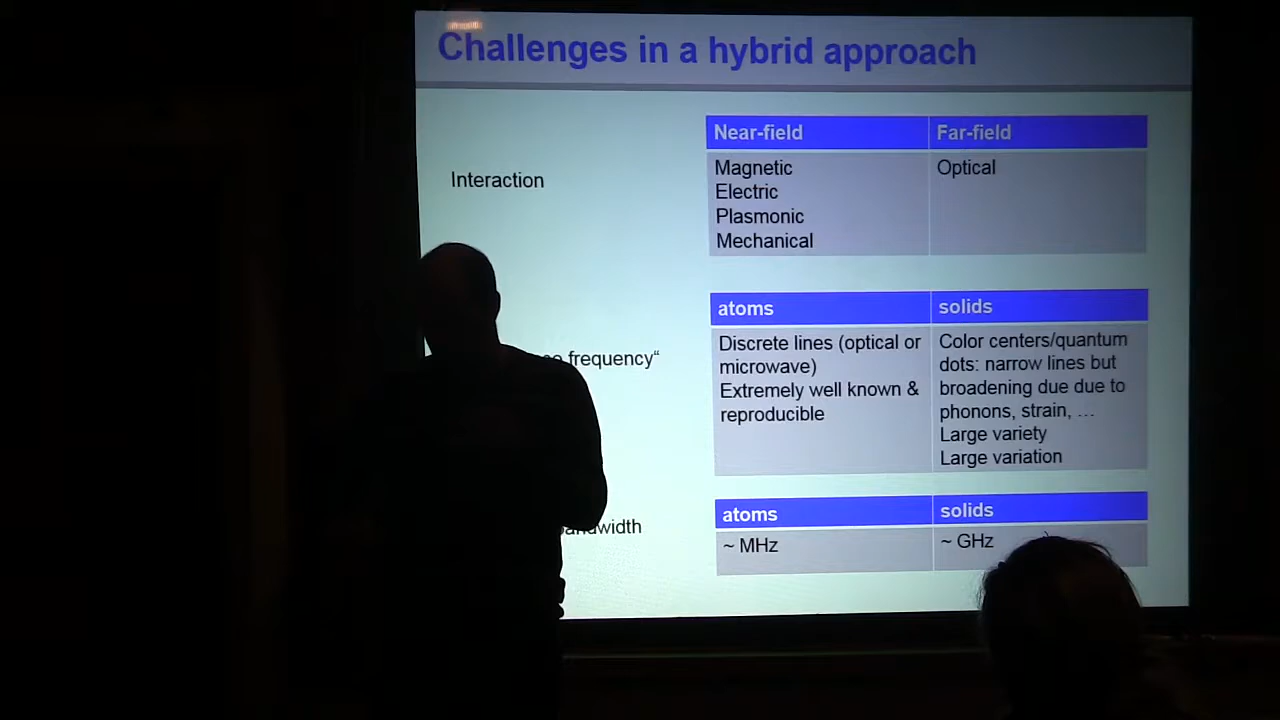 Challenges in a hybrid approach
Near-field Far-field
Interaction
Magnetic Optical
Electric
Plasmonic
Mechanical
atoms solids
frequency“
Discrete lines (optical or
microwave)
Extremely well known &
reproducible
Color centers/quantum
dots: narrow lines but
broadening due due to
phonons, strain, …
Large variety
Large variation
atoms solids
bandwidth
~ MHz ~ GHz